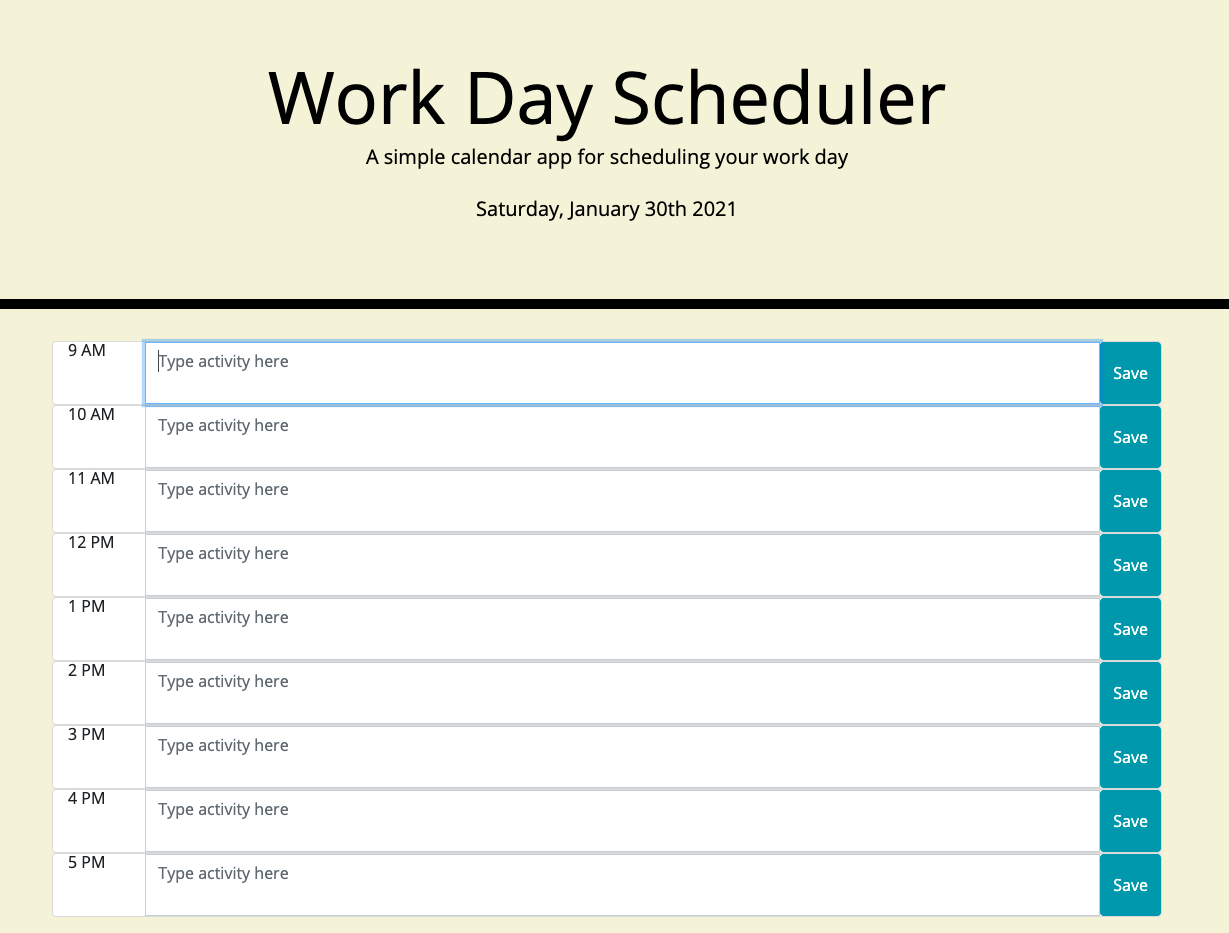 Work Day Scheduler
A simple calendar app for scheduling your work day
Saturday, January 30th 2021
9 AM Type activity here Save
10 AM Type activity here Save
11 AM Type activity here Save
12 PM Type activity here Save
1 PM Type activity here Save
2 PM Type activity here Save
3 PM Type activity here Save
4 PM Type activity here Save
5 PM Type activity here Save